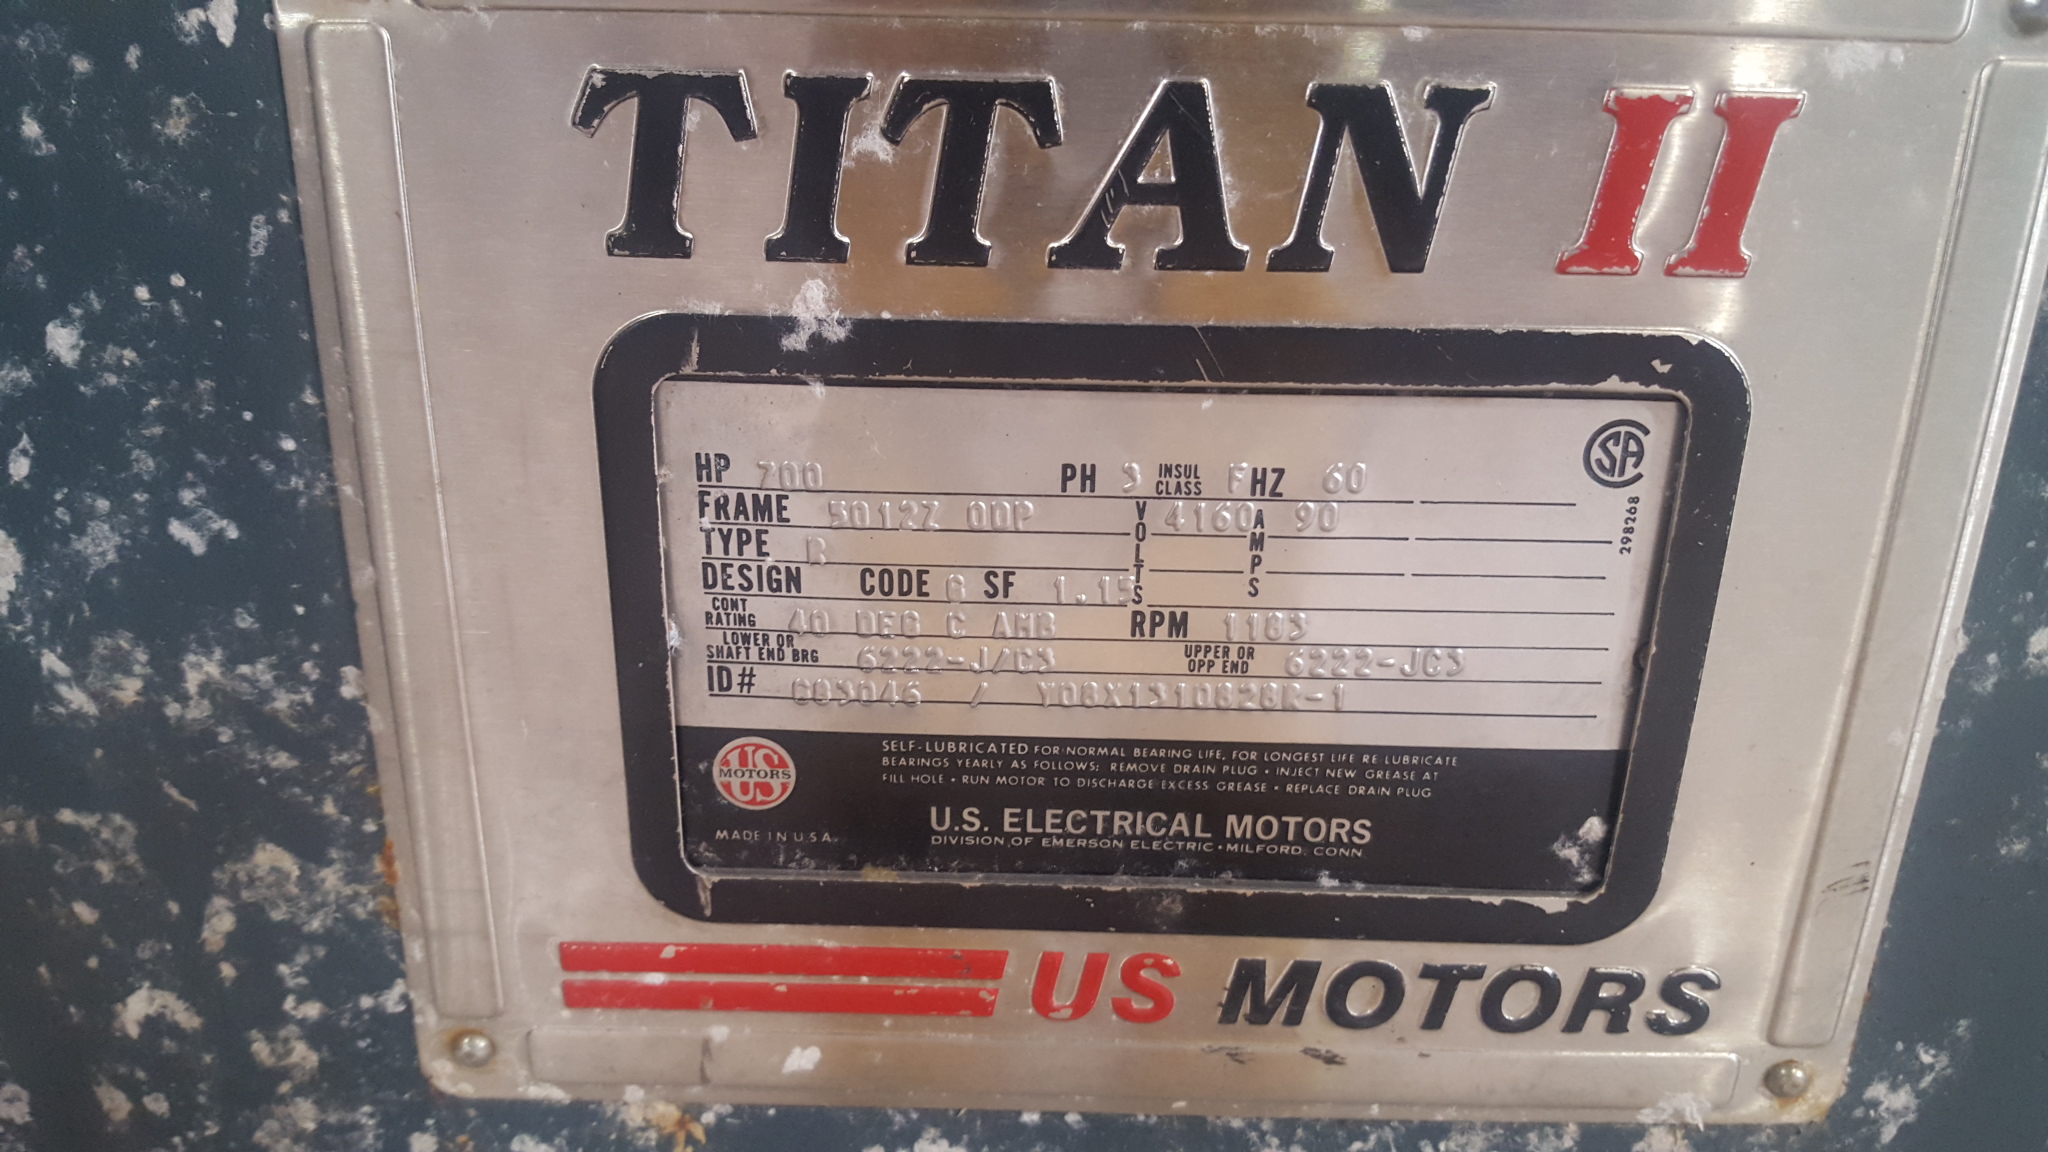 TITAN II
CSA
298268
HP 700 PH 3 INSUL CLASS F HZ 60
FRAME 5012Z ODP VOLTS 4160 AMPS 90
TYPE R
DESIGN CODE G SF 1.15
CONT RATING 40 DEG C AMB RPM 1183
LOWER OR SHAFT END BRG 6222-J/C3 UPPER OR OPP END 6222-JC3
ID# / Y08X1310828R-1
US MOTORS
SELF-LUBRICATED FOR NORMAL BEARING LIFE, FOR LONGEST LIFE RE LUBRICATE
BEARINGS YEARLY AS FOLLOWS: REMOVE DRAIN PLUG • INJECT NEW GREASE AT
FILL HOLE • RUN MOTOR TO DISCHARGE EXCESS GREASE • REPLACE DRAIN PLUG
MADE IN U.S.A.
U.S. ELECTRICAL MOTORS
DIVISION OF EMERSON ELECTRIC • MILFORD, CONN
US MOTORS